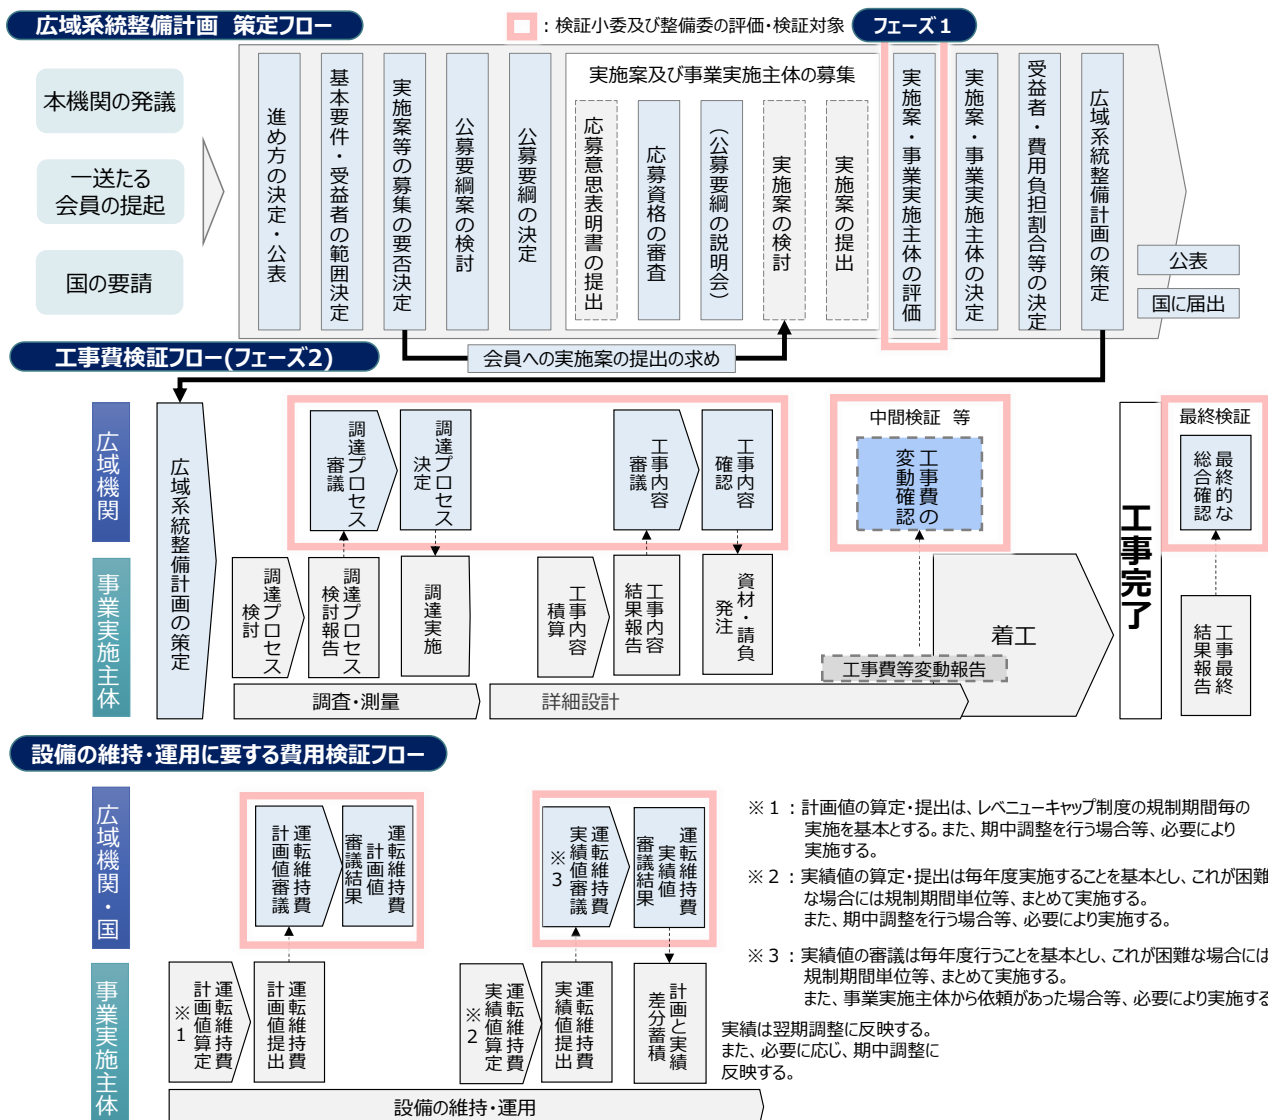 広域系統整備計画 策定フロー
：検証小委及び整備委の評価・検証対象
フェーズ１
本機関の発議
一送たる
会員の提起
国の要請
進め方の決定・公表
基本要件・受益者の範囲決定
実施案等の募集の要否決定
公募要綱案の検討
公募要綱の決定
実施案及び事業実施主体の募集
応募意思表明書の提出
応募資格の審査
（公募要綱の説明会）
実施案の検討
実施案の提出
実施案・事業実施主体の評価
実施案・事業実施主体の決定
受益者・費用負担割合等の決定
広域系統整備計画の策定
公表
国に届出
会員への実施案の提出の求め
工事費検証フロー(フェーズ2)
広域機関
事業実施主体
広域系統整備計画の策定
調達プロセス
審議
調達プロセス
決定
工事内容
審議
工事内容
確認
中間検証 等
工事費の
変動確認
最終検証
最終的な
総合確認
調達プロセス
検討
調達プロセス
検討報告
調達実施
工事内容
積算
工事内容
結果報告
資材・請負
発注
工事費等変動報告
着工
工事完了
工事最終
結果報告
調査・測量
詳細設計
設備の維持・運用に要する費用検証フロー
広域機関・国
事業実施主体
運転維持費
計画値審議
運転維持費
計画値
審議結果
運転維持費
実績値審議
※3
運転維持費
実績値
審議結果
運転維持費
計画値算定
※1
運転維持費
計画値提出
運転維持費
実績値算定
※2
運転維持費
実績値提出
計画と実績
差分蓄積
設備の維持・運用
※１：計画値の算定・提出は、レベニューキャップ制度の規制期間毎の
実施を基本とする。また、期中調整を行う場合等、必要により
実施する。
※２：実績値の算定・提出は毎年度実施することを基本とし、これが困難
な場合には規制期間単位等、まとめて実施する。
また、期中調整を行う場合等、必要により実施する。
※３：実績値の審議は毎年度行うことを基本とし、これが困難な場合には
規制期間単位等、まとめて実施する。
また、事業実施主体から依頼があった場合等、必要により実施する
実績は翌期調整に反映する。
また、必要に応じ、期中調整に
反映する。